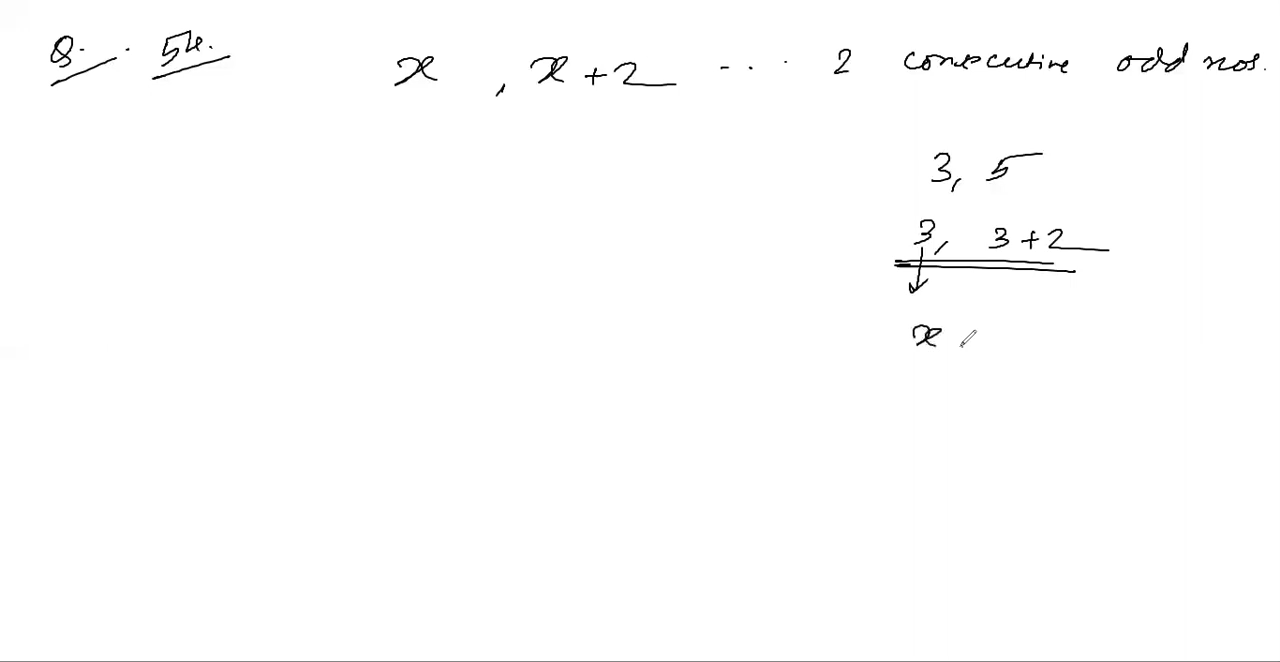 Q. 54. x , x+2 ... 2 consecutive odd nos.
3, 5
3, 3+2
x